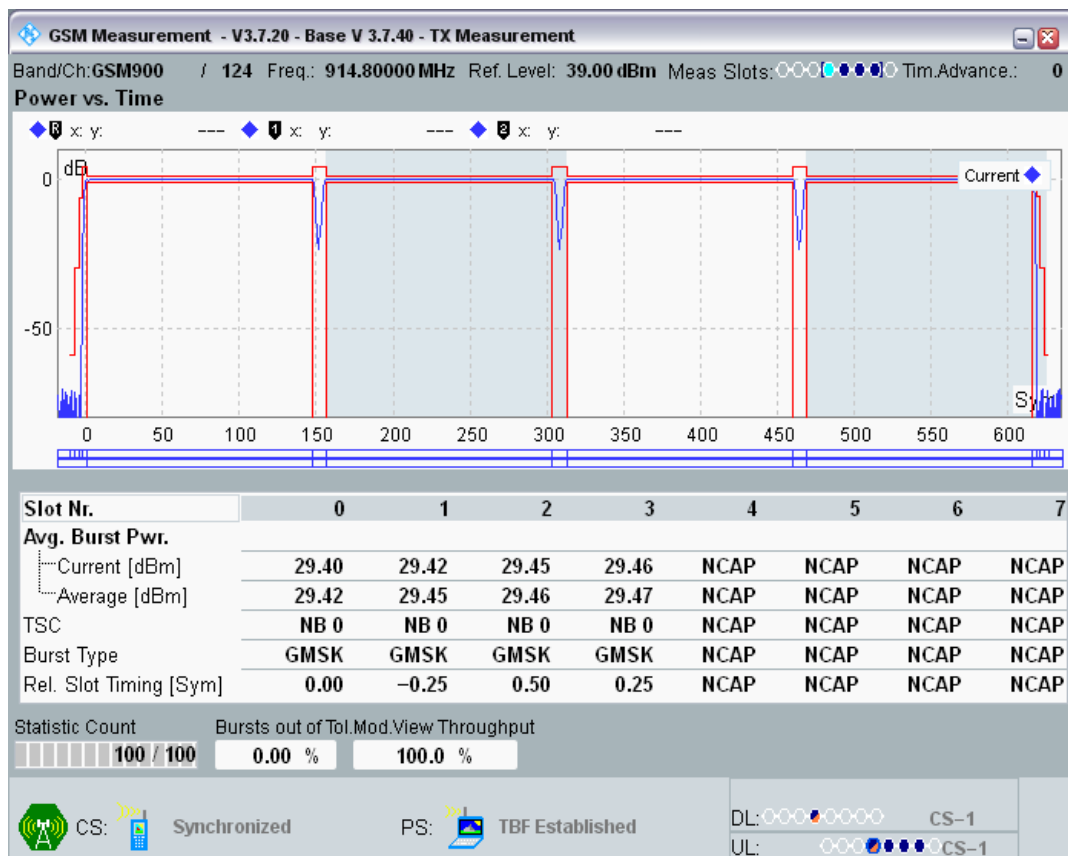 GSM Measurement - V3.7.20 - Base V 3.7.40 - TX Measurement
Band/Ch:GSM900 / 124 Freq.: 914.80000 MHz Ref. Level: 39.00 dBm Meas Slots: Tim.Advance.: 0
Power vs. Time
R x: y: --- 1 x: y: --- 2 x: y: ---
dB
Current
0
-50
0 50 100 150 200 250 300 350 400 450 500 550 600
Slot Nr. 0 1 2 3 4 5 6 7
Avg. Burst Pwr.
Current [dBm] 29.40 29.42 29.45 29.46 NCAP NCAP NCAP NCAP
Average [dBm] 29.42 29.45 29.46 29.47 NCAP NCAP NCAP NCAP
TSC NB 0 NB 0 NB 0 NB 0 NCAP NCAP NCAP NCAP
Burst Type GMSK GMSK GMSK GMSK NCAP NCAP NCAP NCAP
Rel. Slot Timing [Sym] 0.00 −0.25 0.50 0.25 NCAP NCAP NCAP NCAP
Statistic Count Bursts out of Tol.Mod.View Throughput
100 / 100 0.00 % 100.0 %
CS: Synchronized PS: TBF Established DL: CS−1
UL: CS−1